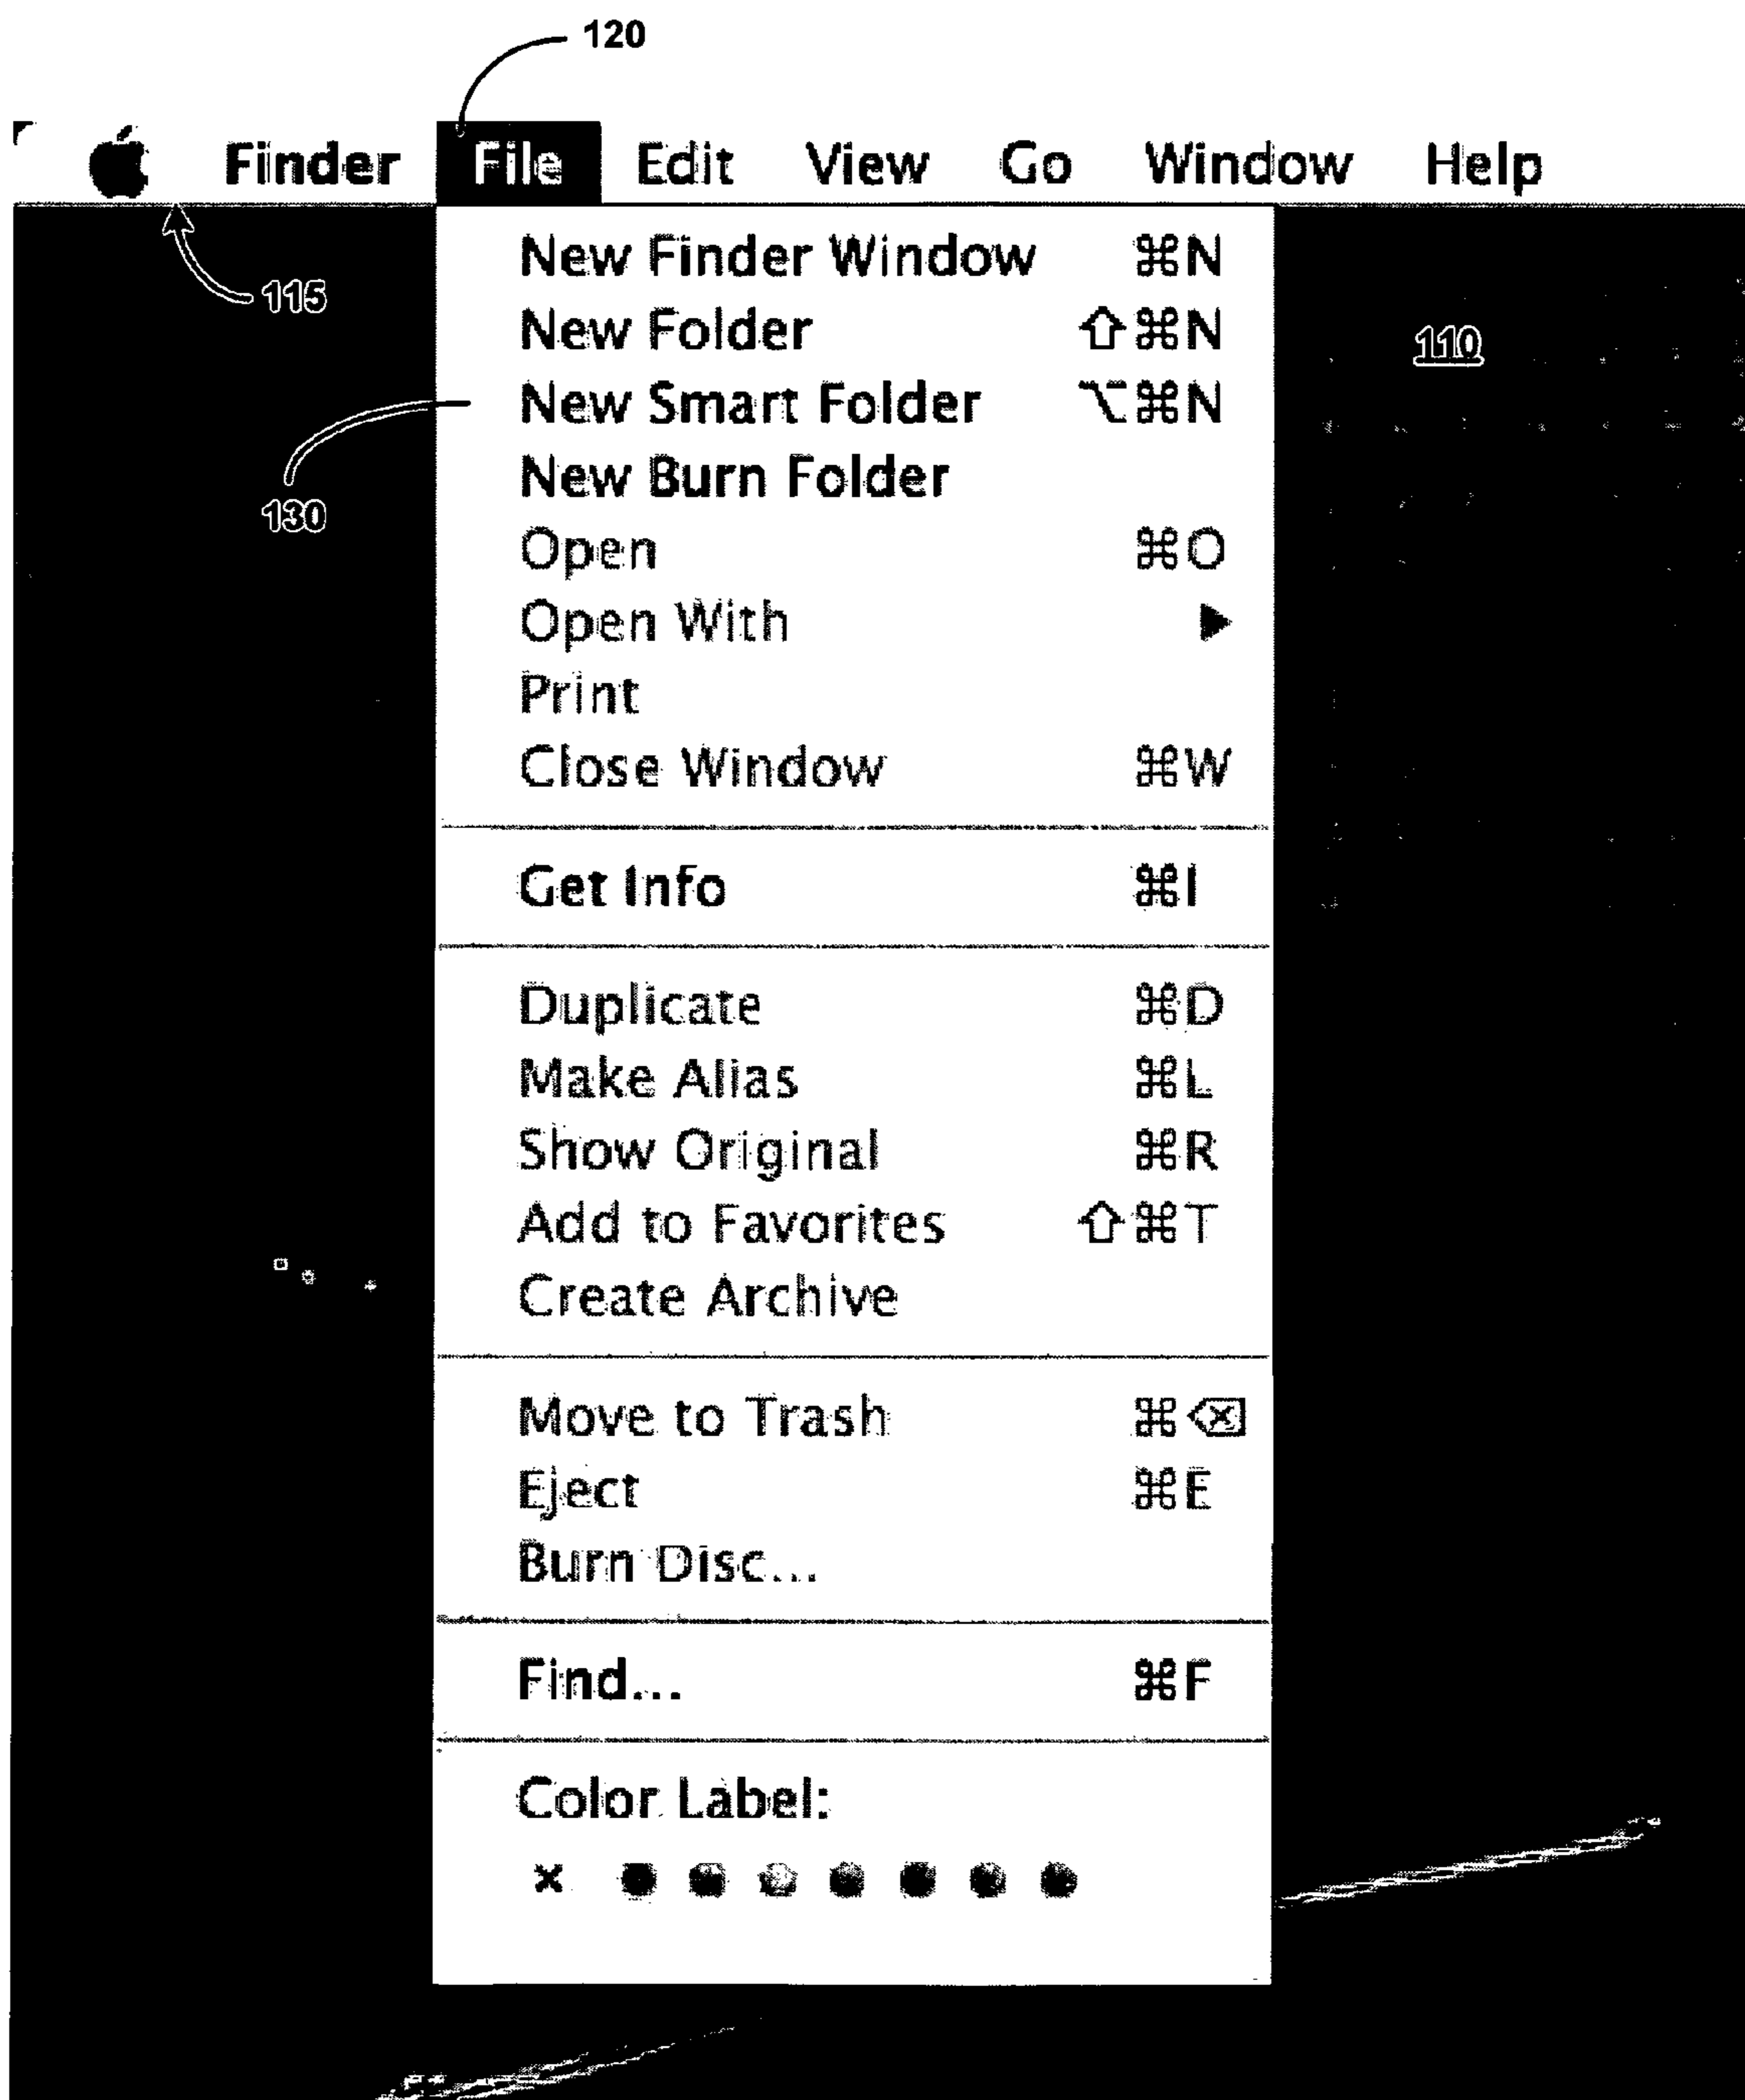 120
Finder File Edit View Go Window Help
115
110
130
New Finder Window ⌘N
New Folder ⇧⌘N
New Smart Folder ⌥⌘N
New Burn Folder
Open ⌘O
Open With ▶
Print
Close Window ⌘W
Get Info ⌘I
Duplicate ⌘D
Make Alias ⌘L
Show Original ⌘R
Add to Favorites ⇧⌘T
Create Archive
Move to Trash ⌘⌫
Eject ⌘E
Burn Disc...
Find... ⌘F
Color Label:
x